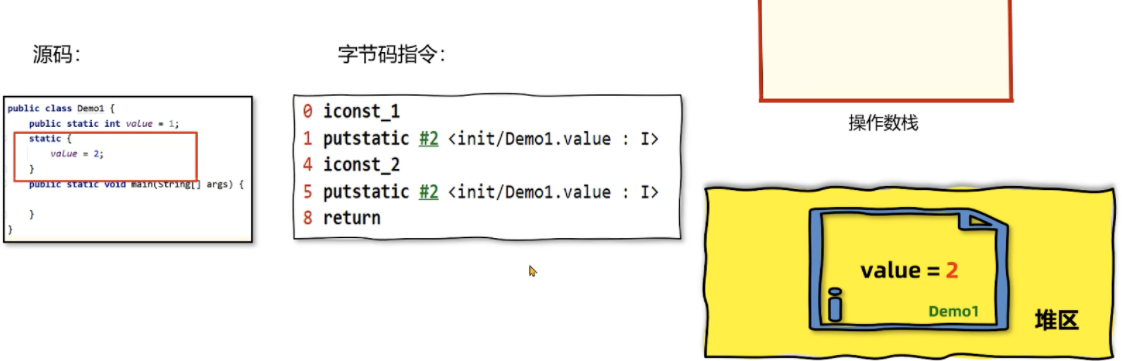 源码：
public class Demo1 {
public static int value = 1;
static {
value = 2;
}
public static void main(String[] args) {
}
}
字节码指令：
0 iconst_1
1 putstatic #2 <init/Demo1.value : I>
4 iconst_2
5 putstatic #2 <init/Demo1.value : I>
8 return
操作数栈
value = 2
Demo1
堆区